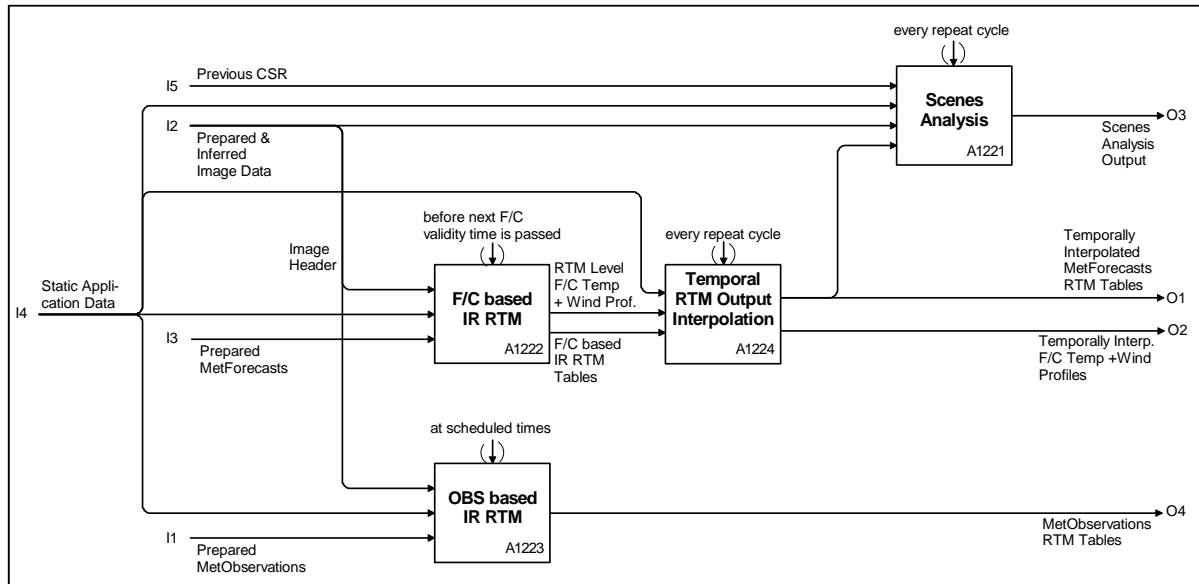 every repeat cycle
I5
Previous CSR
Scenes
Analysis
A1221
I2
Prepared &
Inferred
Image Data
O3
Scenes
Analysis
Output
before next F/C
validity time is passed
every repeat cycle
Image
Header
Static Appli-
cation Data
I4
F/C based
IR RTM
A1222
RTM Level
F/C Temp
+ Wind Prof.
F/C based
IR RTM
Tables
Temporal
RTM Output
Interpolation
A1224
Temporally
Interpolated
MetForecasts
RTM Tables
O1
O2
Temporally Interp.
F/C Temp +Wind
Profiles
I3
Prepared
MetForecasts
at scheduled times
OBS based
IR RTM
A1223
I1
Prepared
MetObservations
O4
MetObservations
RTM Tables